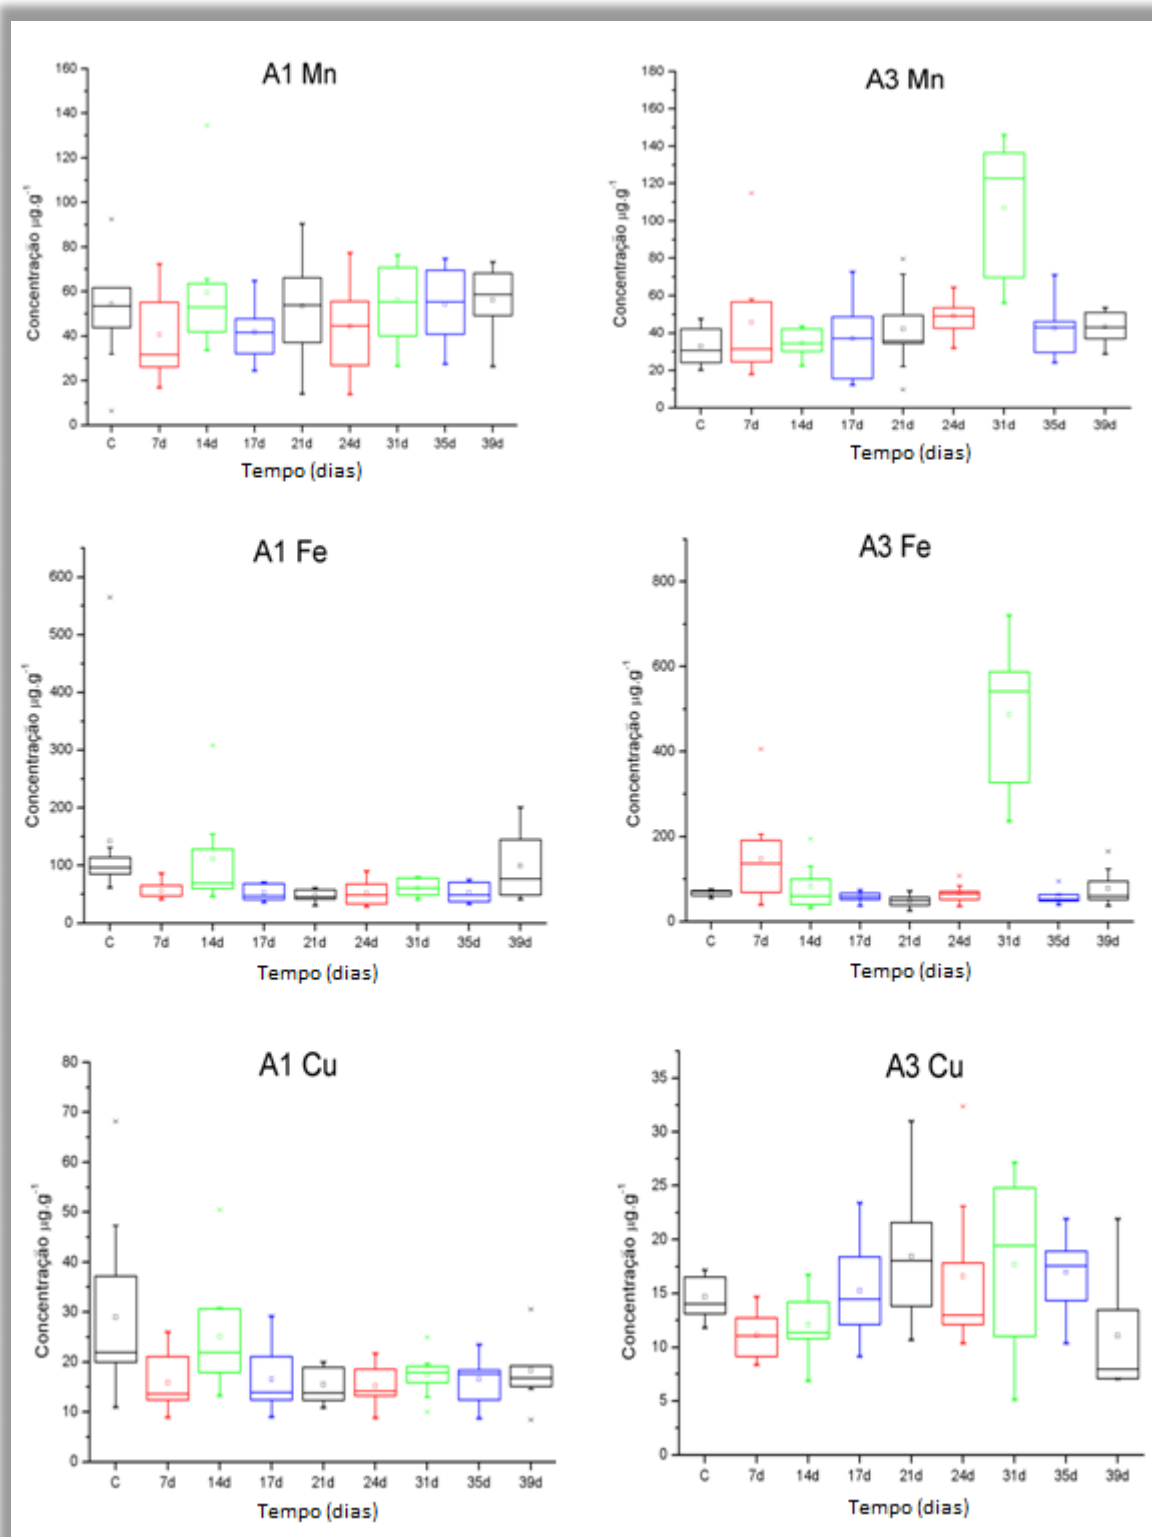 A1 Mn
Concentração µg.g⁻¹
160
140
120
100
80
60
40
20
0
C 7d 14d 17d 21d 24d 31d 35d 39d
Tempo (dias)
A3 Mn
Concentração µg.g⁻¹
180
160
140
120
100
80
60
40
20
0
C 7d 14d 17d 21d 24d 31d 35d 39d
Tempo (dias)
A1 Fe
Concentração µg.g⁻¹
600
500
400
300
200
100
0
C 7d 14d 17d 21d 24d 31d 35d 39d
Tempo (dias)
A3 Fe
Concentração µg.g⁻¹
800
600
400
200
0
C 7d 14d 17d 21d 24d 31d 35d 39d
Tempo (dias)
A1 Cu
Concentração µg.g⁻¹
80
70
60
50
40
30
20
10
0
C 7d 14d 17d 21d 24d 31d 35d 39d
Tempo (dias)
A3 Cu
Concentração µg.g⁻¹
35
30
25
20
15
10
5
0
C 7d 14d 17d 21d 24d 31d 35d 39d
Tempo (dias)